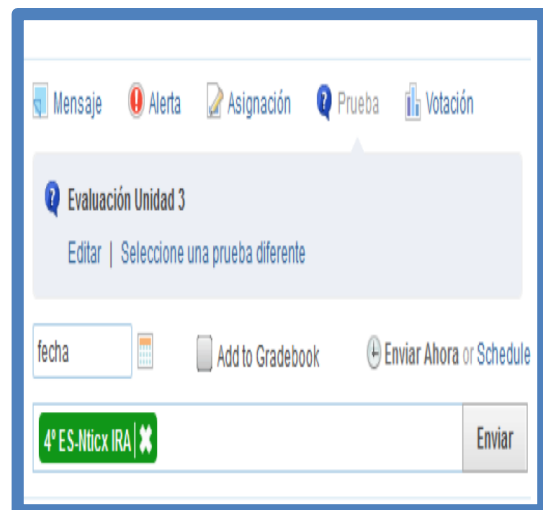 Mensaje Alerta Asignación Prueba Votación
Evaluación Unidad 3
Editar | Seleccione una prueba diferente
fecha Add to Gradebook Enviar Ahora or Schedule
4º ES-Nticx IRA Enviar